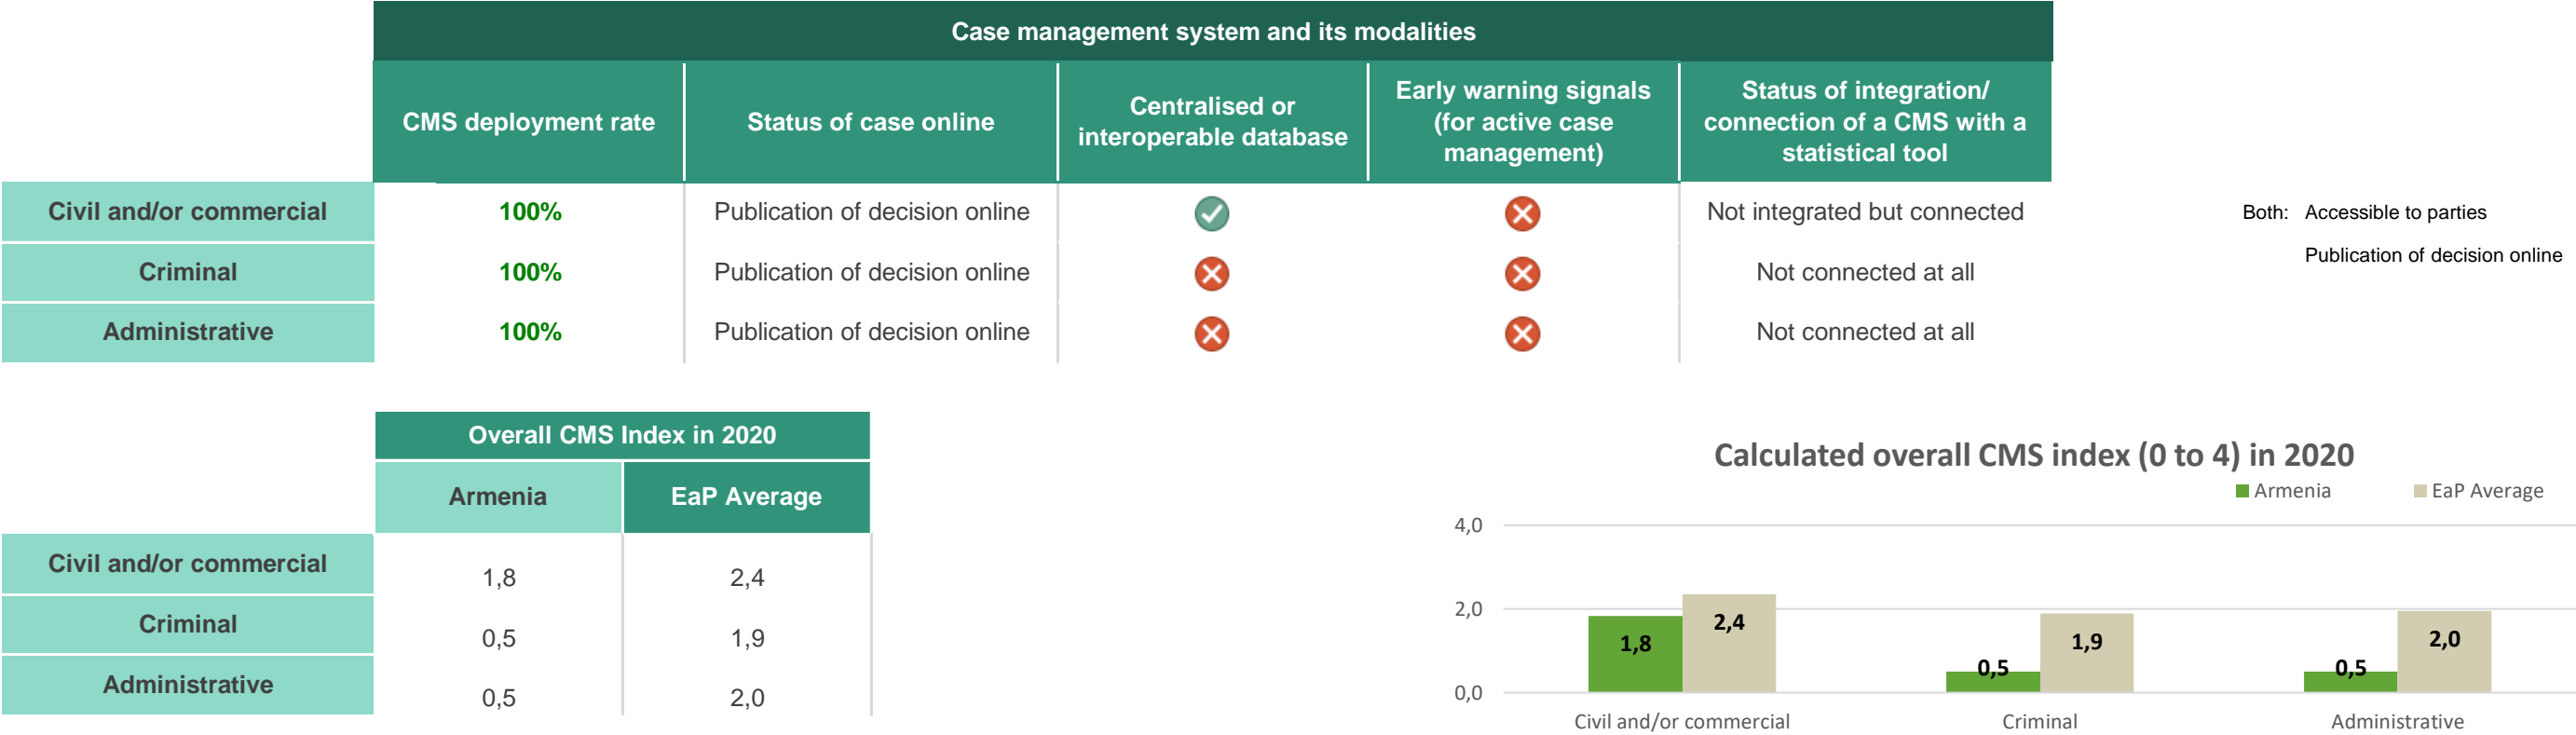 Case management system and its modalities
CMS deployment rate
Status of case online
Centralised or
interoperable database
Early warning signals
(for active case
management)
Status of integration/
connection of a CMS with a
statistical tool
Civil and/or commercial
100%
Publication of decision online
Not integrated but connected
Both: Accessible to parties
Publication of decision online
Criminal
100%
Publication of decision online
Not connected at all
Administrative
100%
Publication of decision online
Not connected at all
Overall CMS Index in 2020
Armenia
EaP Average
Civil and/or commercial
1,8
2,4
Criminal
0,5
1,9
Administrative
0,5
2,0
Calculated overall CMS index (0 to 4) in 2020
Armenia
EaP Average
4,0
2,0
0,0
1,8
2,4
0,5
1,9
0,5
2,0
Civil and/or commercial
Criminal
Administrative